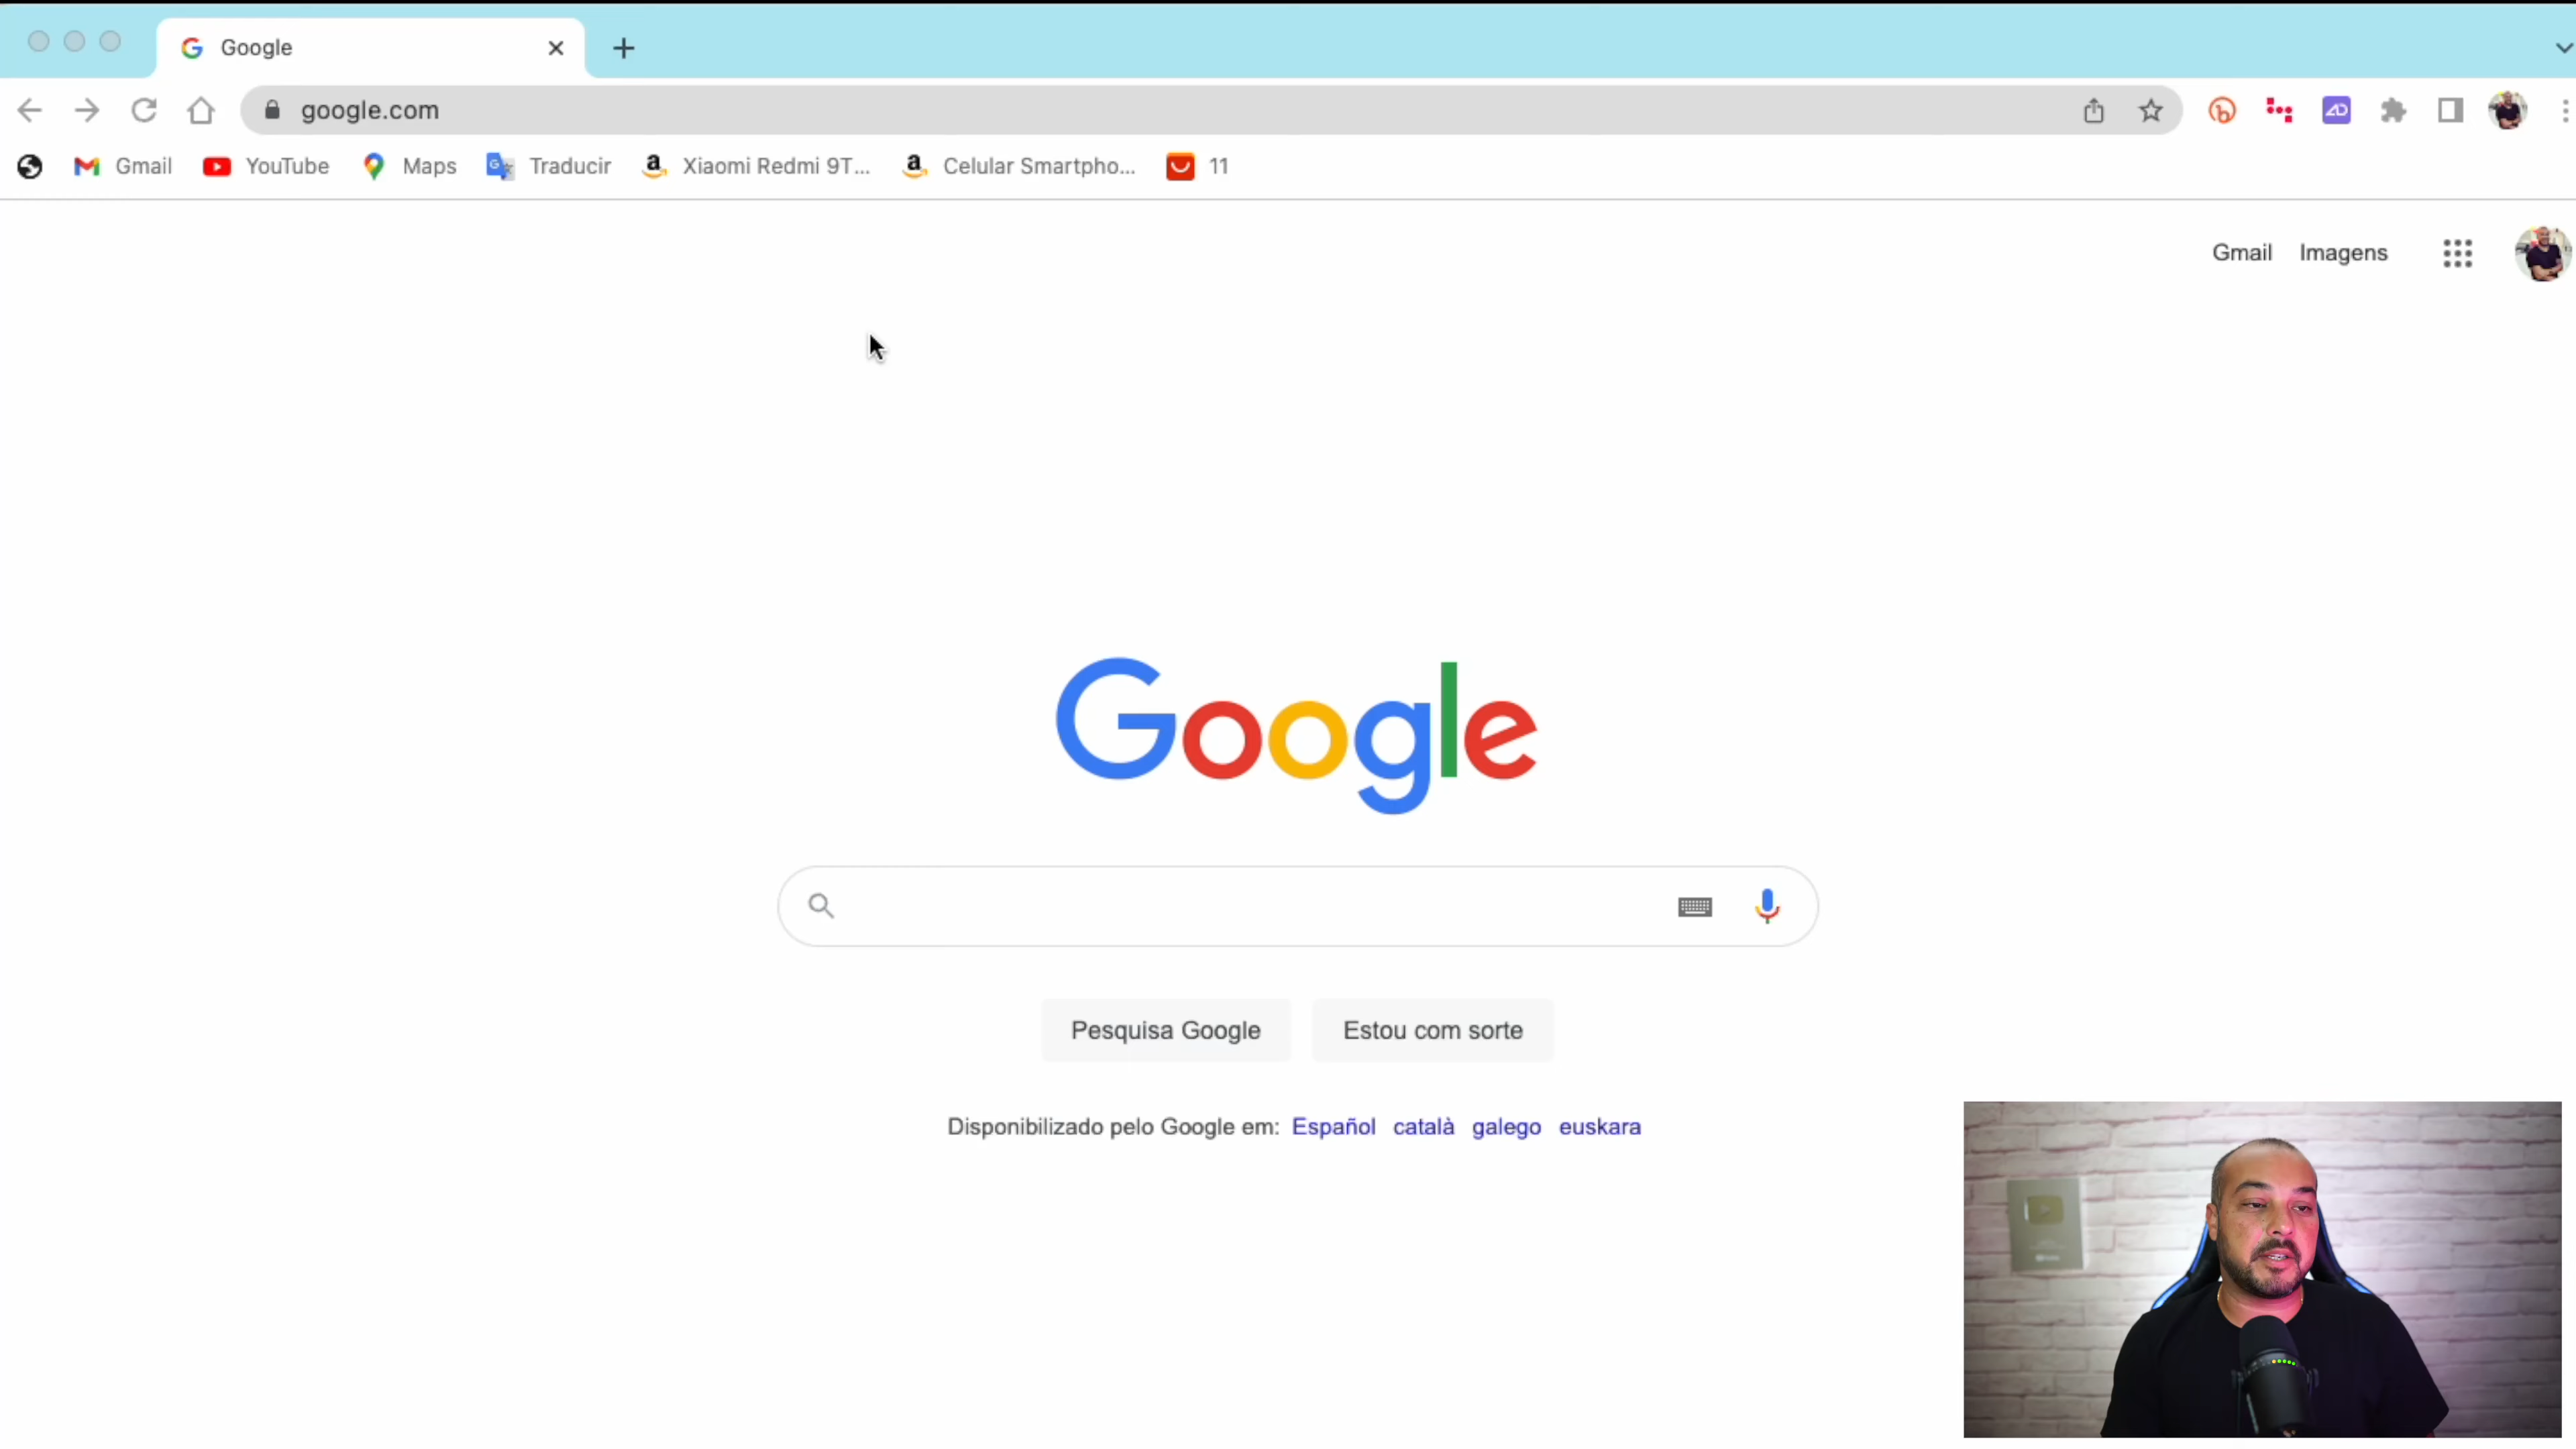 Google
google.com
Gmail YouTube Maps Traducir Xiaomi Redmi 9T... Celular Smartpho... 11
Gmail Imagens
Google
Pesquisa Google Estou com sorte
Disponibilizado pelo Google em: Español català galego euskara